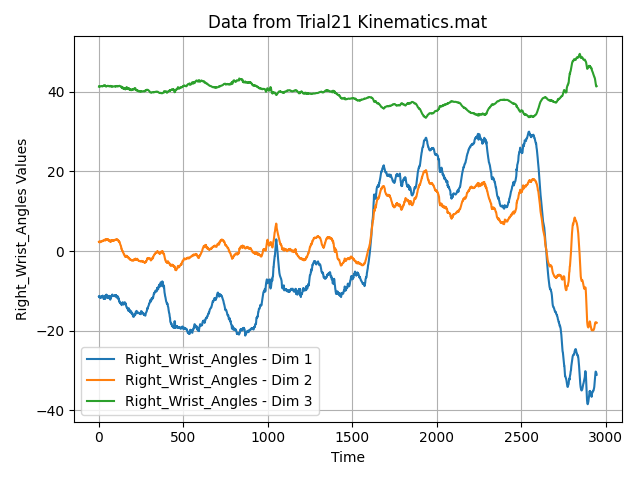 Data from Trial21 Kinematics.mat
Right_Wrist_Angles Values
40
20
0
−20
−40
Right_Wrist_Angles - Dim 1
Right_Wrist_Angles - Dim 2
Right_Wrist_Angles - Dim 3
0 500 1000 1500 2000 2500 3000
Time